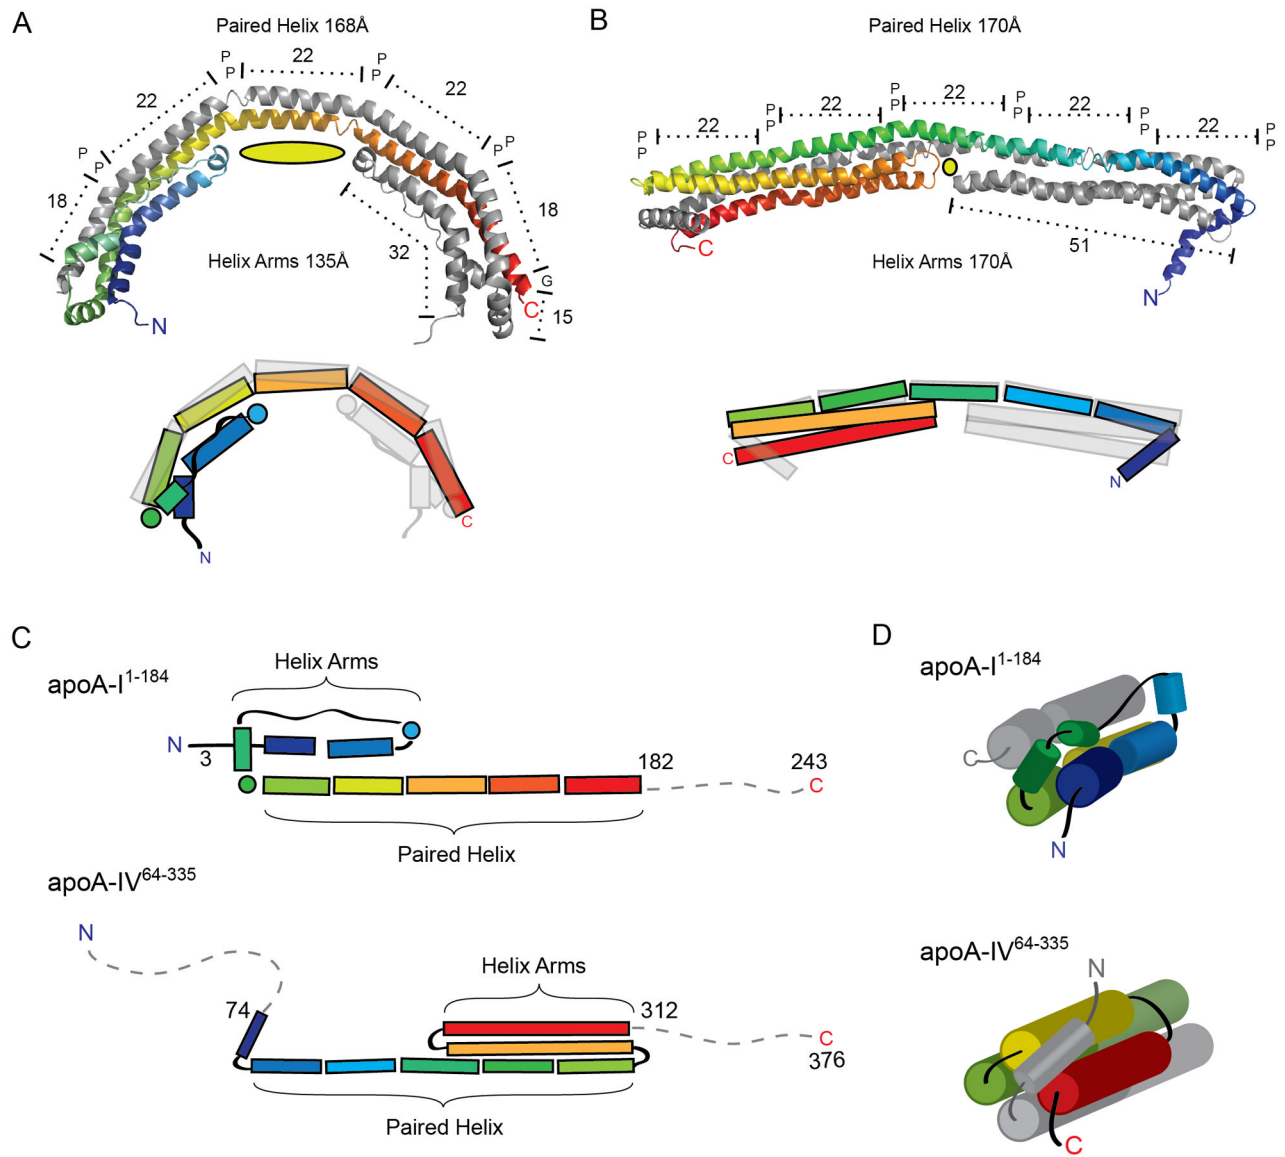 A
Paired Helix 168Å
P
P
22
P
P
22
22
P
P
P
P
18
18
Helix Arms 135Å
32
G
C
15
N
C
N
B
Paired Helix 170Å
P
P
22
P
P
22
P
P
22
P
P
22
P
P
22
P
P
51
C
Helix Arms 170Å
N
C
N
C
Helix Arms
apoA-I1-184
N
3
182
243
C
Paired Helix
apoA-IV64-335
N
Helix Arms
74
312
C
376
Paired Helix
D
apoA-I1-184
C
N
apoA-IV64-335
N
C